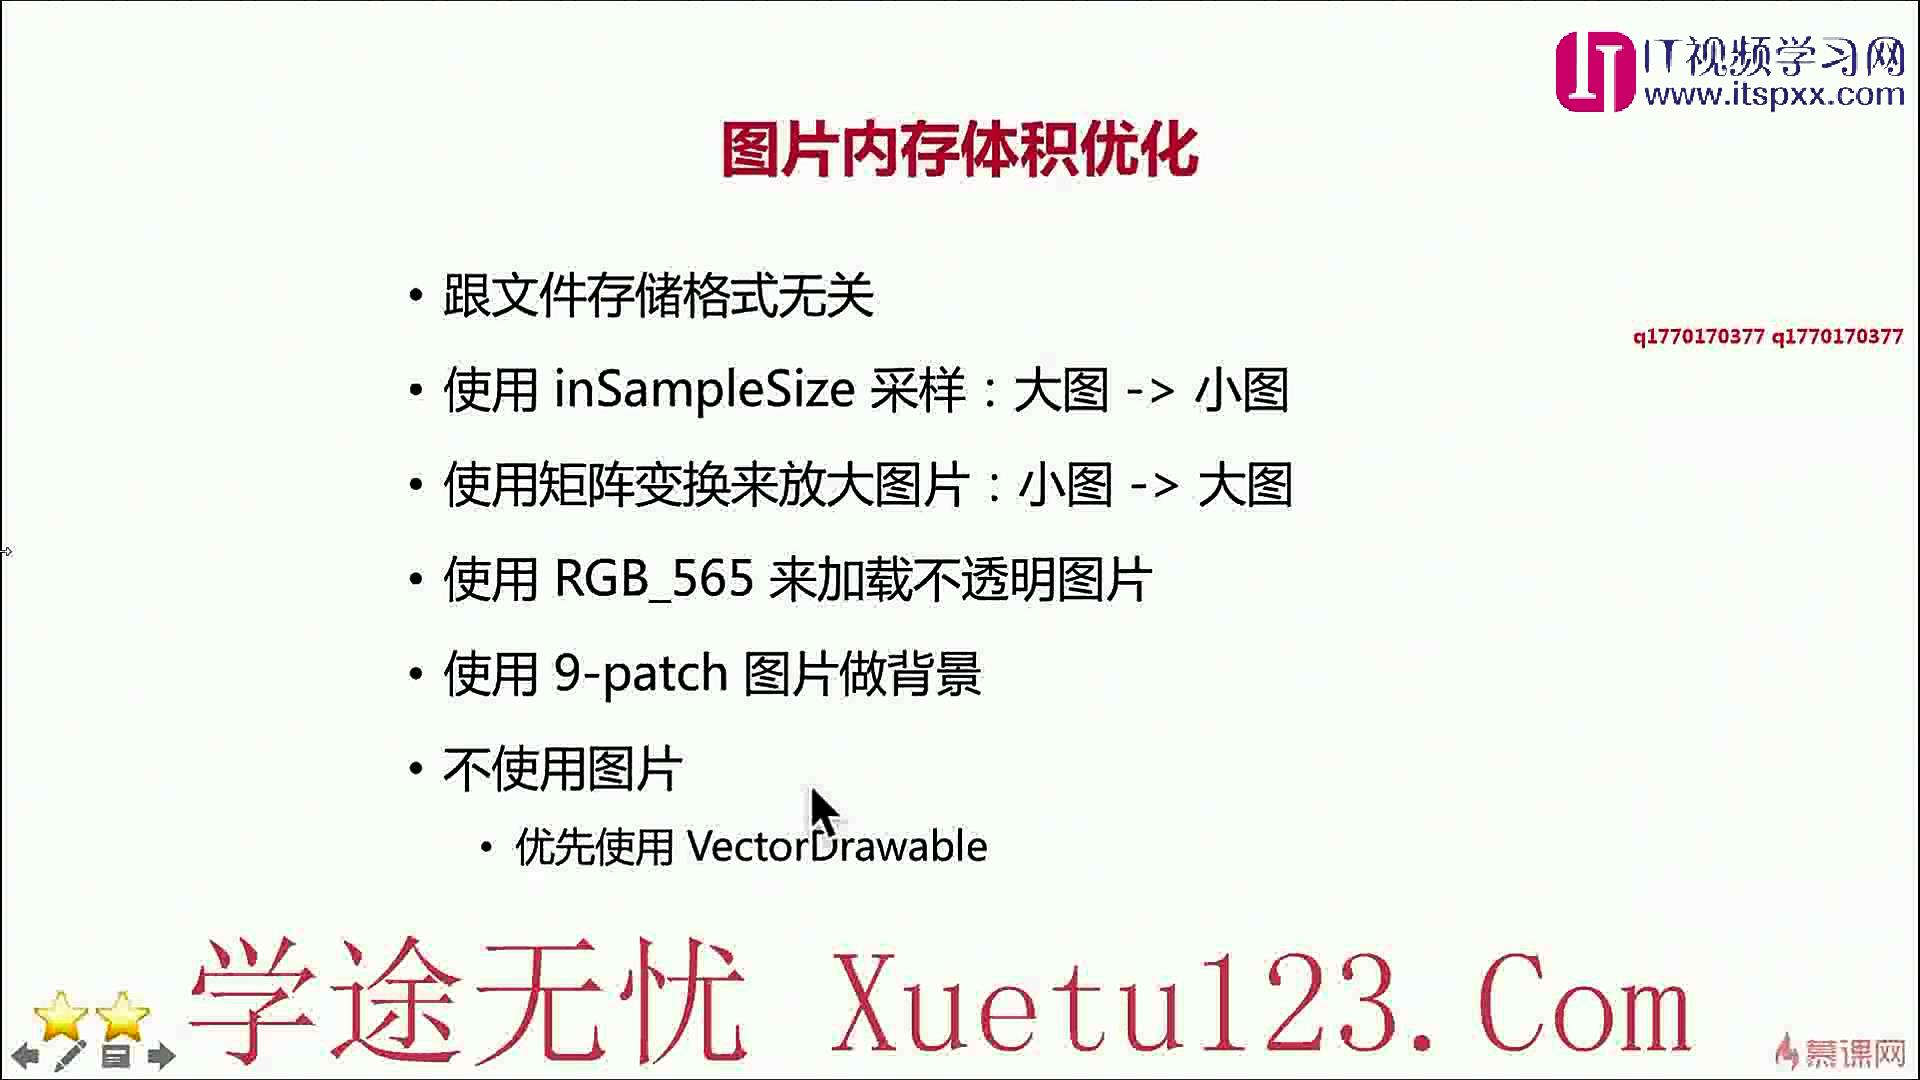 IT视频学习网
www.itspxx.com
图片内存体积优化
• 跟文件存储格式无关
q1770170377 q1770170377
• 使用 inSampleSize 采样：大图 -> 小图
• 使用矩阵变换来放大图片：小图 -> 大图
• 使用 RGB_565 来加载不透明图片
• 使用 9-patch 图片做背景
• 不使用图片
• 优先使用 VectorDrawable
学途无忧 Xuetu123.Com
慕课网